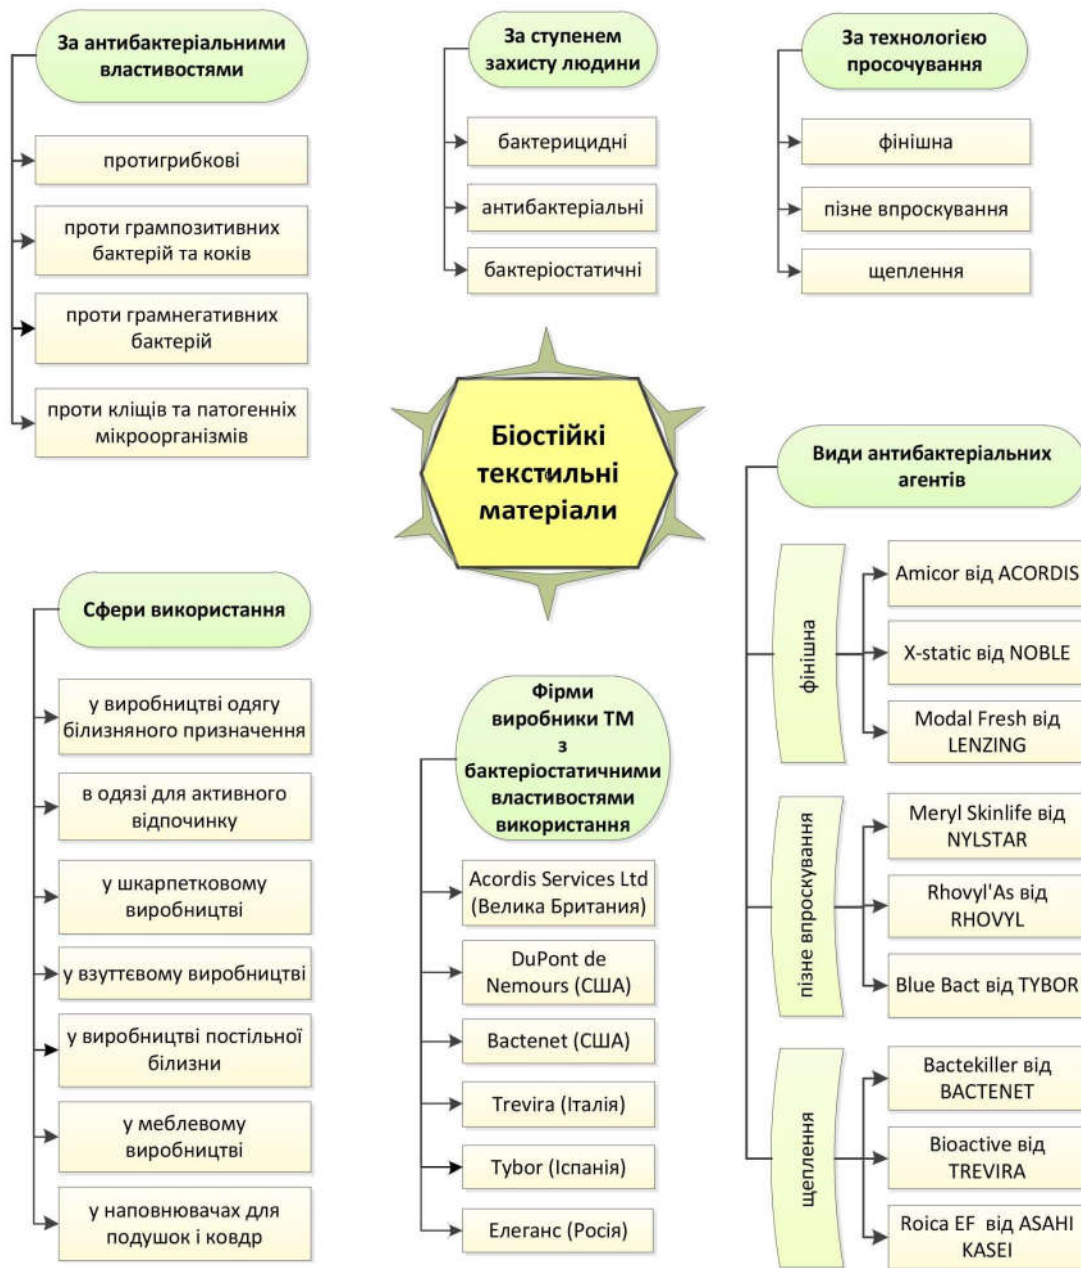 За антибактеріальними
властивостями
протигрибкові
проти грампозитивних
бактерій та коків
проти грамнегативних
бактерій
проти кліщів та патогенніх
мікроорганізмів
За ступенем
захисту людини
бактерицидні
антибактеріальні
бактеріостатичні
За технологією
просочування
фінішна
пізне впроскування
щеплення
Біостійкі
текстильні
матеріали
Сфери використання
у виробництві одягу
білизняного призначення
в одязі для активного
відпочинку
у шкарпетковому
виробництві
у взуттєвому виробництві
у виробництві постільної
білизни
у меблевому
виробництві
у наповнювачах для
подушок і ковдр
Фірми
виробники ТМ
з
бактеріостатичними
властивостями
використання
Acordis Services Ltd
(Велика Британия)
DuPont de
Nemours (США)
Bactenet (США)
Trevira (Італія)
Tybor (Іспанія)
Елеганс (Росія)
Види антибактеріальних
агентів
фінішна
Amicor від ACORDIS
X-static від NOBLE
Modal Fresh від
LENZING
пізне впроскування
Meryl Skinlife від
NYLSTAR
Rhovyl'As від
RHOVYL
Blue Bact від TYBOR
щеплення
Bactekiller від
BACTENET
Bioactive від
TREVIRA
Roica EF від ASAHI
KASEI